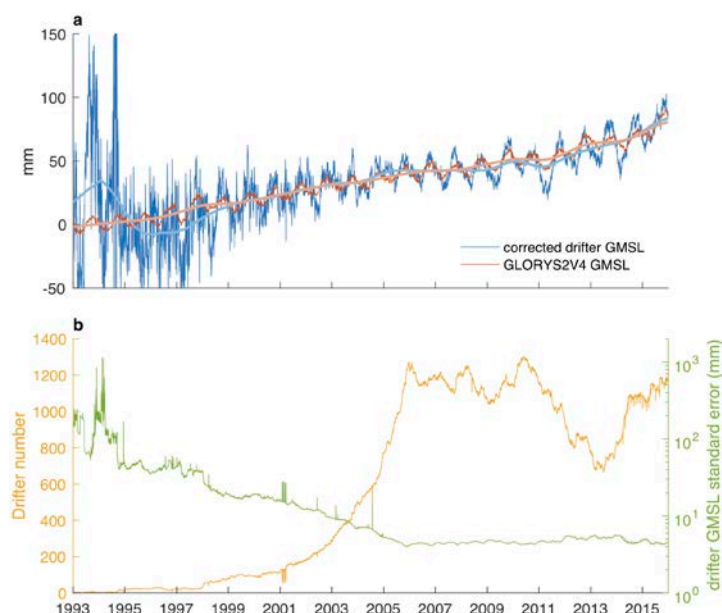 a
150
100
50
0
-50
mm
corrected drifter GMSL
GLORYS2V4 GMSL
b
1400
1200
1000
800
600
400
200
0
Drifter number
10³
10²
10¹
10⁰
drifter GMSL standard error (mm)
1993 1995 1997 1999 2001 2003 2005 2007 2009 2011 2013 2015